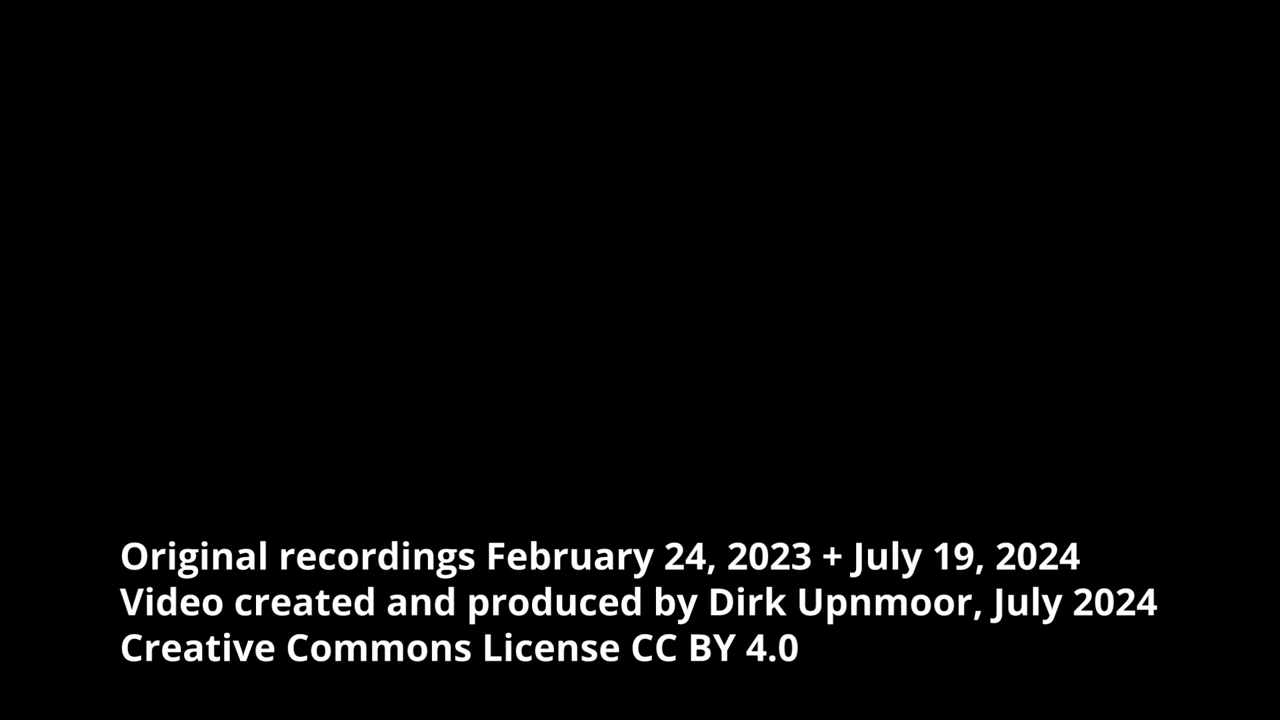 Original recordings February 24, 2023 + July 19, 2024
Video created and produced by Dirk Upnmoor, July 2024
Creative Commons License CC BY 4.0